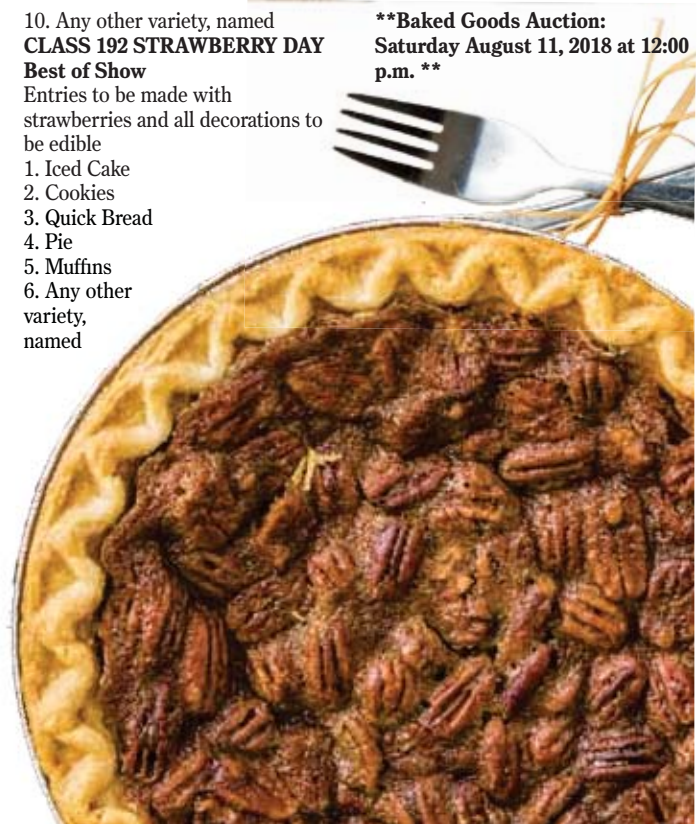 10. Any other variety, named
CLASS 192 STRAWBERRY DAY
Best of Show
Entries to be made with
strawberries and all decorations to
be edible
1. Iced Cake
2. Cookies
3. Quick Bread
4. Pie
5. Muffins
6. Any other
variety,
named
**Baked Goods Auction:
Saturday August 11, 2018 at 12:00
p.m. **